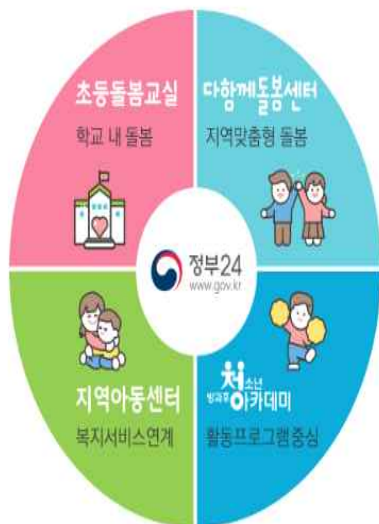 초등돌봄교실
학교 내 돌봄
다함께돌봄센터
지역맞춤형 돌봄
정부24
www.gov.kr
지역아동센터
복지서비스연계
청소년
방과후 아카데미
활동프로그램 중심